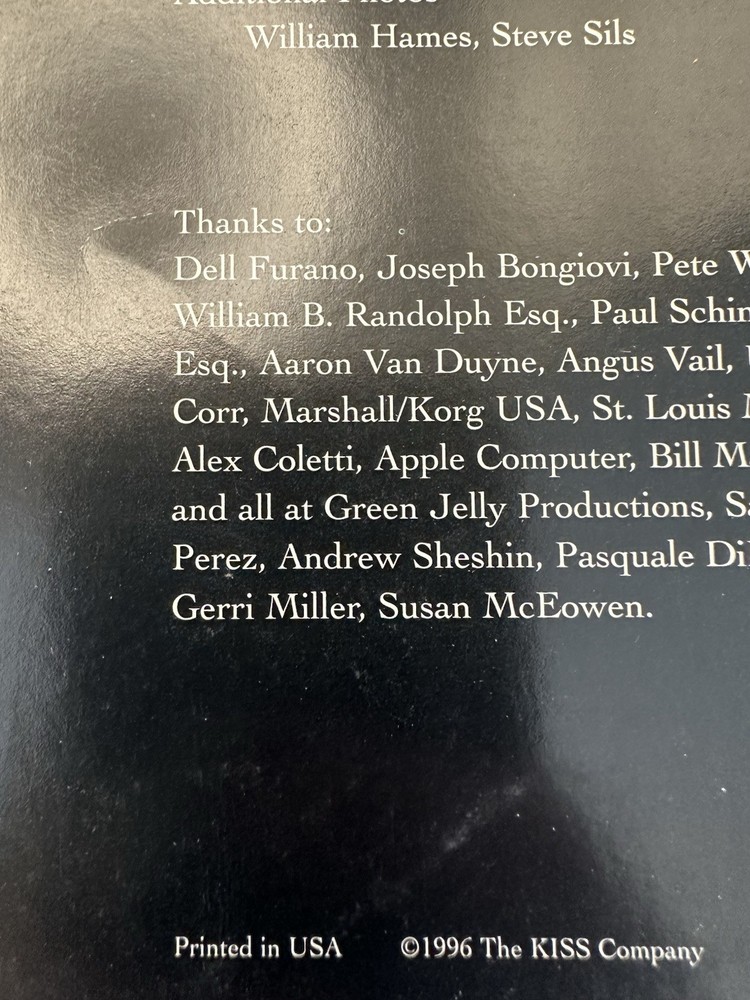 Additional Photos
William Hames, Steve Sils
Thanks to:
Dell Furano, Joseph Bongiovi, Pete
William B. Randolph Esq., Paul
Esq., Aaron Van Duyne, Angus Vail,
Corr, Marshall/Korg USA, St. Louis
Alex Coletti, Apple Computer, Bill
and all at Green Jelly Productions,
Perez, Andrew Sheshin, Pasquale
Gerri Miller, Susan McEowen.
Printed in USA ©1996 The KISS Company